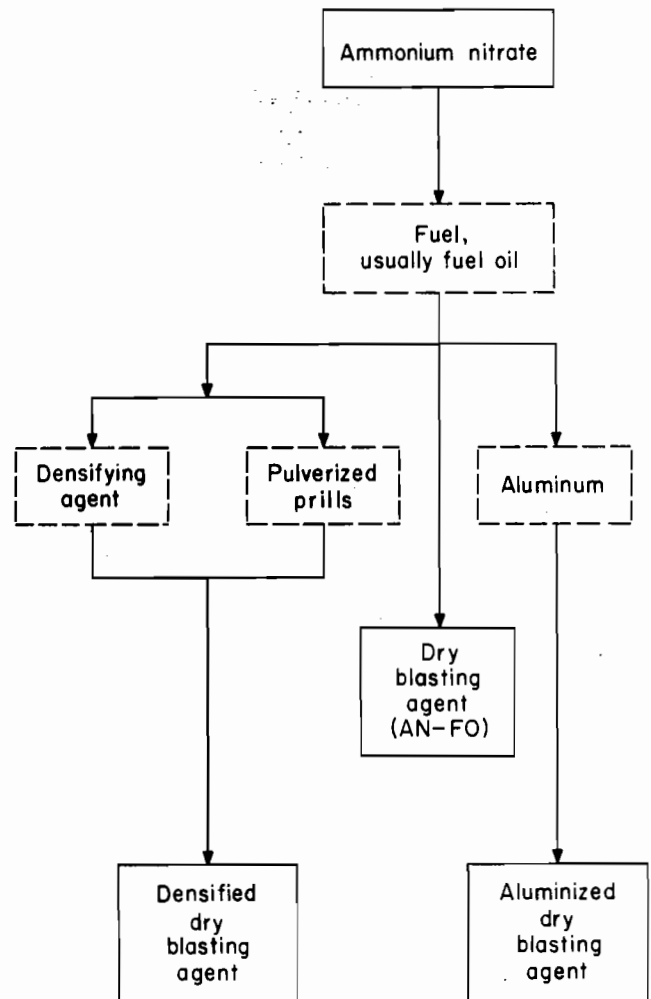 Ammonium nitrate
Fuel,
usually fuel oil
Densifying
agent
Pulverized
prills
Aluminum
Dry
blasting
agent
(AN-FO)
Densified
dry
blasting
agent
Aluminized
dry
blasting
agent